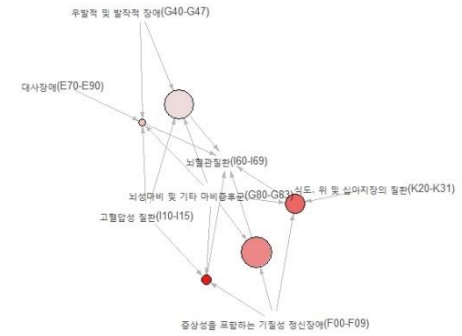 우발적 및 발작적 장애(G40-G47)
대사장애(E70-E90)
뇌혈관질환(I60-I69)
뇌성마비 및 기타 마비증후군(G80-G83)
식도, 위 및 십이지장의 질환(K20-K31)
고혈압성 질환(I10-I15)
증상성을 포함하는 기질성 정신장애(F00-F09)